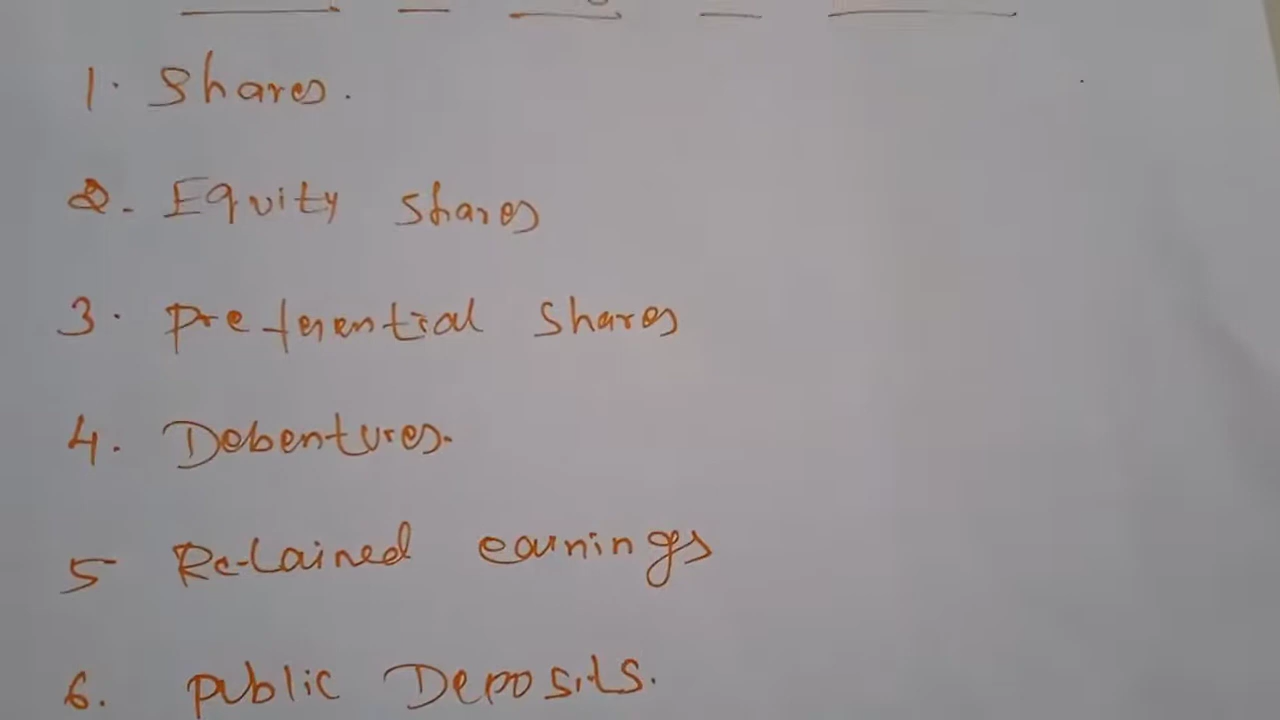 1. Shares.
2. Equity shares
3. Preferential shares
4. Debentures.
5 Retained earnings
6. public Deposits.